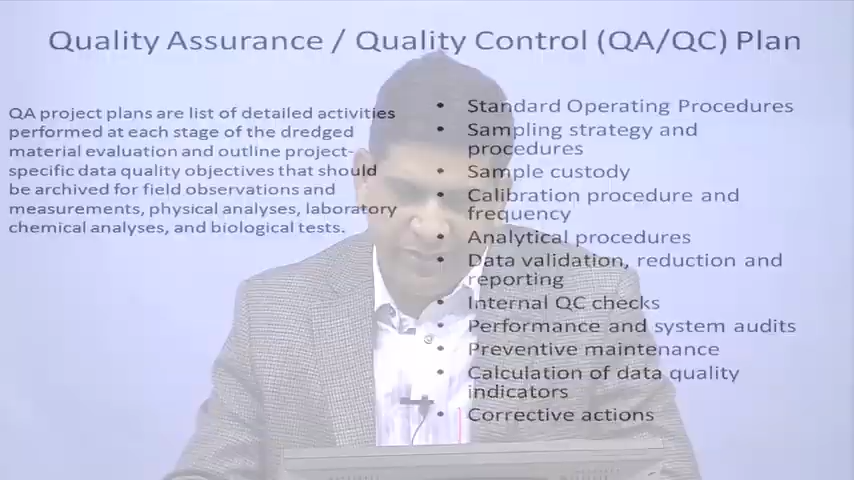 Quality Assurance / Quality Control (QA/QC) Plan
QA project plans are list of detailed activities
performed at each stage of the dredged
material evaluation and outline project-
specific data quality objectives that should
be archived for field observations and
measurements, physical analyses, laboratory
chemical analyses, and biological tests.
• Standard Operating Procedures
• Sampling strategy and
procedures
• Sample custody
• Calibration procedure and
frequency
• Analytical procedures
• Data validation, reduction and
reporting
• Internal QC checks
• Performance and system audits
• Preventive maintenance
• Calculation of data quality
indicators
• Corrective actions